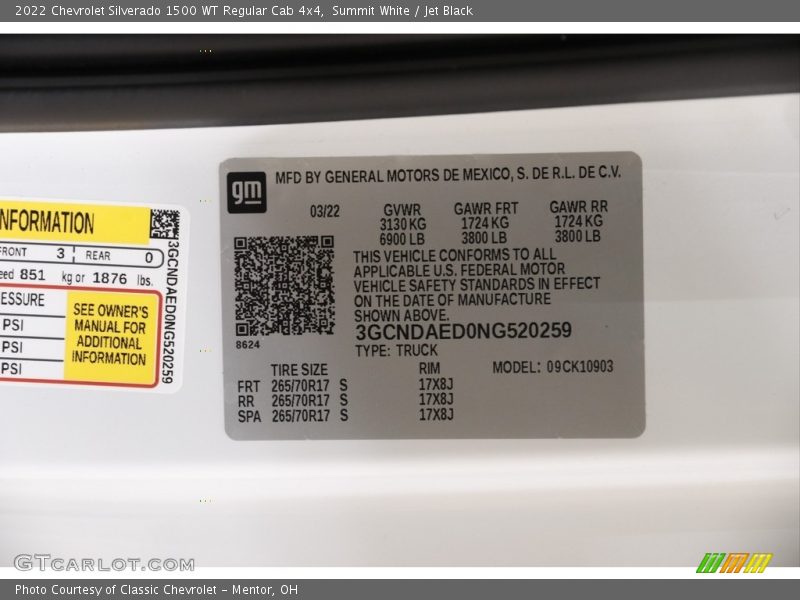 2022 Chevrolet Silverado 1500 WT Regular Cab 4x4, Summit White / Jet Black
gm
MFD BY GENERAL MOTORS DE MEXICO, S. DE R.L. DE C.V.
03/22
GVWR
3130 KG
6900 LB
GAWR FRT
1724 KG
3800 LB
GAWR RR
1724 KG
3800 LB
THIS VEHICLE CONFORMS TO ALL
APPLICABLE U.S. FEDERAL MOTOR
VEHICLE SAFETY STANDARDS IN EFFECT
ON THE DATE OF MANUFACTURE
SHOWN ABOVE.
3GCNDAED0NG520259
TYPE: TRUCK
8624
TIRE SIZE RIM MODEL: 09CK10903
FRT 265/70R17 S 17X8J
RR 265/70R17 S 17X8J
SPA 265/70R17 S 17X8J
NFORMATION
FRONT 3 REAR 0
eed 851 kg or 1876 lbs.
ESSURE
PSI
PSI
PSI
SEE OWNER'S
MANUAL FOR
ADDITIONAL
INFORMATION
3GCNDAED0NG520259
GTCARLOT.COM
Photo Courtesy of Classic Chevrolet - Mentor, OH